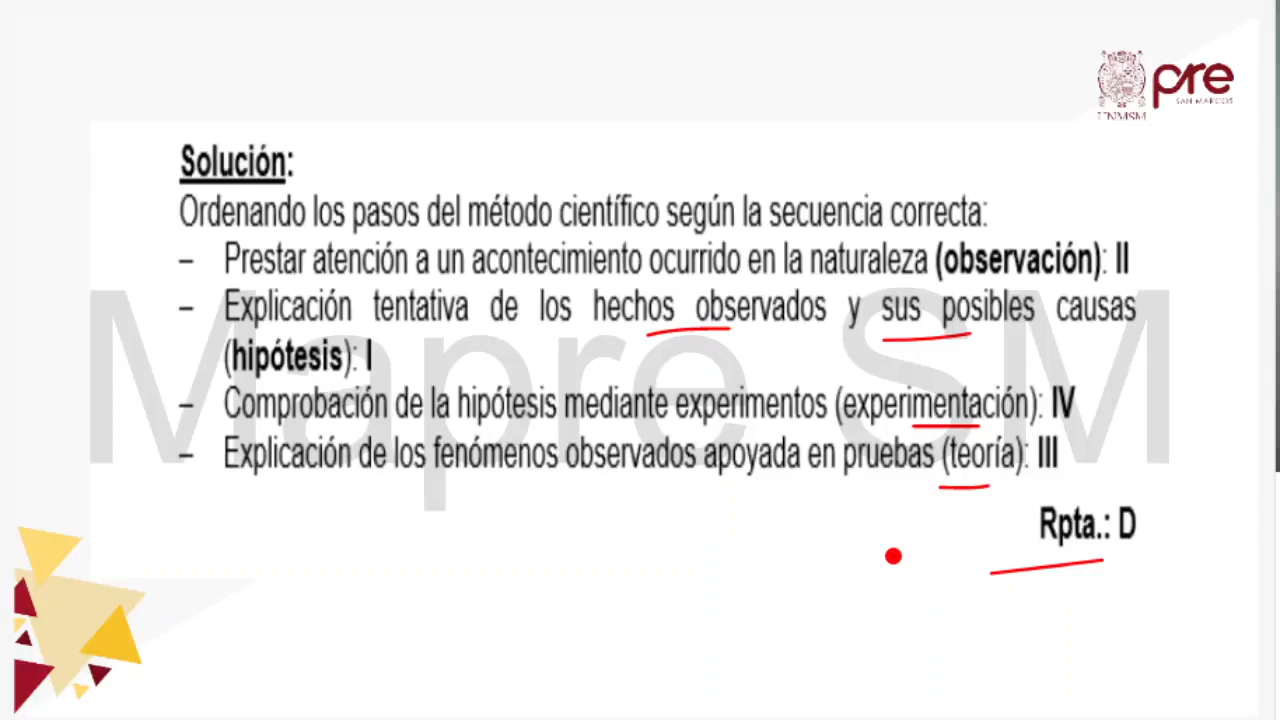 pre
SAN MARCOS
UNMSM
Solución:
Ordenando los pasos del método científico según la secuencia correcta:
– Prestar atención a un acontecimiento ocurrido en la naturaleza (observación): II
– Explicación tentativa de los hechos observados y sus posibles causas
(hipótesis): I
– Comprobación de la hipótesis mediante experimentos (experimentación): IV
– Explicación de los fenómenos observados apoyada en pruebas (teoría): III
Rpta.: D
Mapre SM